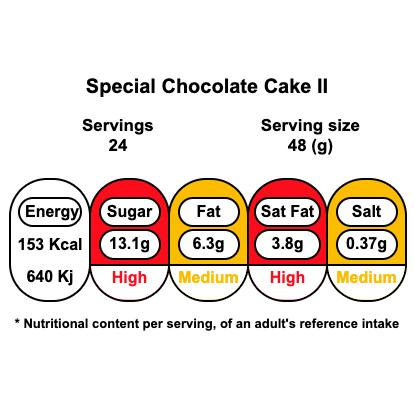 Special Chocolate Cake II
Servings
24
Serving size
48 (g)
Energy
153 Kcal
640 Kj
Sugar
13.1g
High
Fat
6.3g
Medium
Sat Fat
3.8g
High
Salt
0.37g
Medium
* Nutritional content per serving, of an adult's reference intake